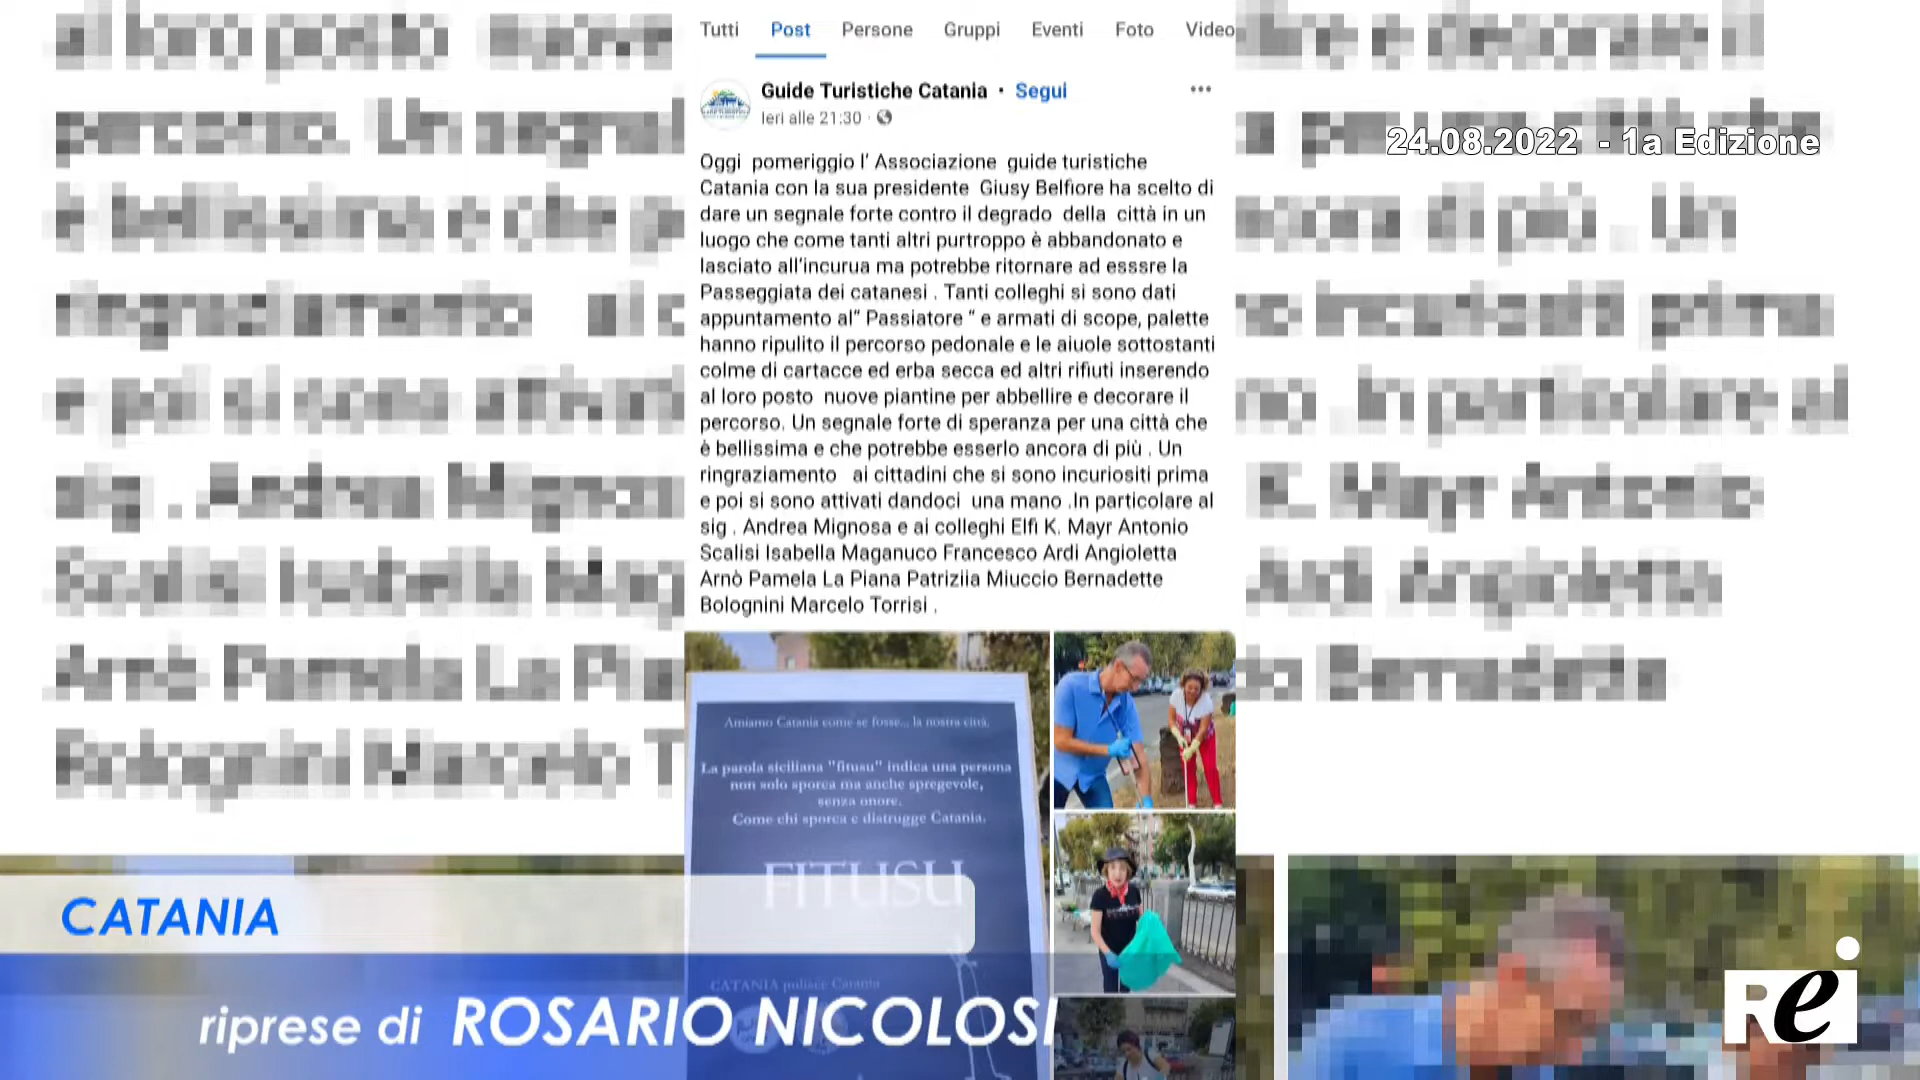 Tutti Post Persone Gruppi Eventi Foto Video
Guide Turistiche Catania • Segui
Ieri alle 21:30 ·
24.08.2022 - 1a Edizione
Oggi pomeriggio l' Associazione guide turistiche
Catania con la sua presidente Giusy Belfiore ha scelto di
dare un segnale forte contro il degrado della città in un
luogo che come tanti altri purtroppo è abbandonato e
lasciato all'incurua ma potrebbe ritornare ad esssre la
Passeggiata dei catanesi . Tanti colleghi si sono dati
appuntamento al“ Passiatore “ e armati di scope, palette
hanno ripulito il percorso pedonale e le aiuole sottostanti
colme di cartacce ed erba secca ed altri rifiuti inserendo
al loro posto nuove piantine per abbellire e decorare il
percorso. Un segnale forte di speranza per una città che
è bellissima e che potrebbe esserlo ancora di più . Un
ringraziamento ai cittadini che si sono incuriositi prima
e poi si sono attivati dandoci una mano .In particolare al
sig . Andrea Mignosa e ai colleghi Elfi K. Mayr Antonio
Scalisi Isabella Maganuco Francesco Ardi Angioletta
Arnò Pamela La Piana Patriziia Miuccio Bernadette
Bolognini Marcelo Torrisi .
Amiamo Catania come se fosse... la nostra città.
La parola siciliana "fitusu" indica una persona
non solo sporca ma anche spregevole,
senza onore.
Come chi sporca e distrugge Catania.
FITUSU
CATANIA pulisce Catania
CATANIA
riprese di ROSARIO NICOLOSI
Re